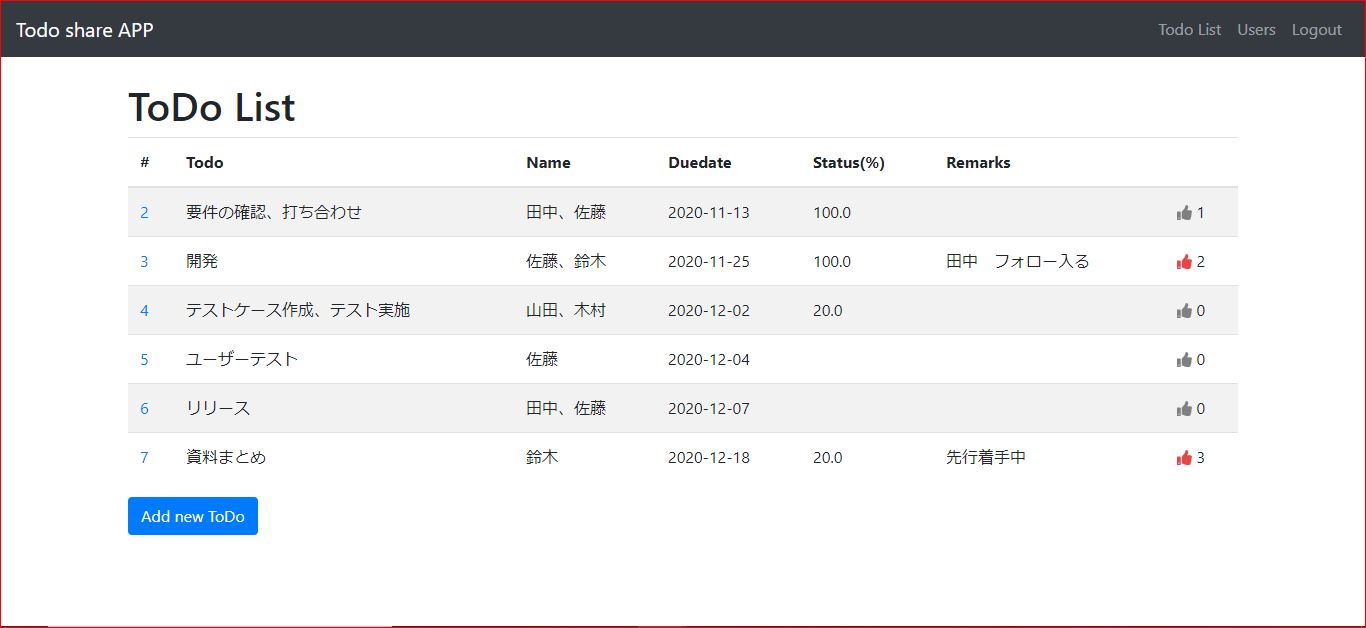 Todo share APP Todo List Users Logout
ToDo List
# Todo Name Duedate Status(%) Remarks
2 要件の確認、打ち合わせ 田中、佐藤 2020-11-13 100.0 1
3 開発 佐藤、鈴木 2020-11-25 100.0 田中　フォロー入る 2
4 テストケース作成、テスト実施 山田、木村 2020-12-02 20.0 0
5 ユーザーテスト 佐藤 2020-12-04 0
6 リリース 田中、佐藤 2020-12-07 0
7 資料まとめ 鈴木 2020-12-18 20.0 先行着手中 3
Add new ToDo